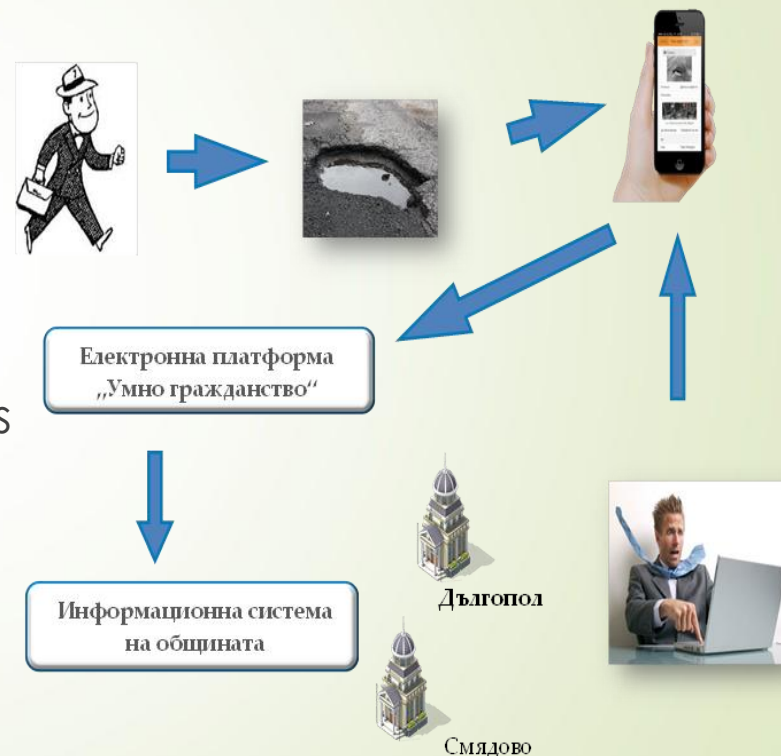 Електронна платформа
„Умно гражданство“
s
Информационна система
на общината
Дългопол
Смядово